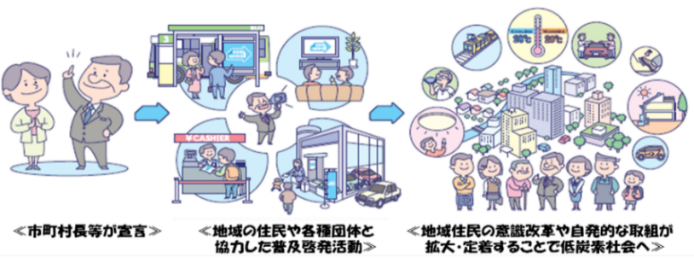 28℃
20℃
¥CASHIER
≪市町村長等が宣言≫
≪地域の住民や各種団体と
協力した普及啓発活動≫
≪地域住民の意識改革や自発的な取組が
拡大・定着することで低炭素社会へ≫